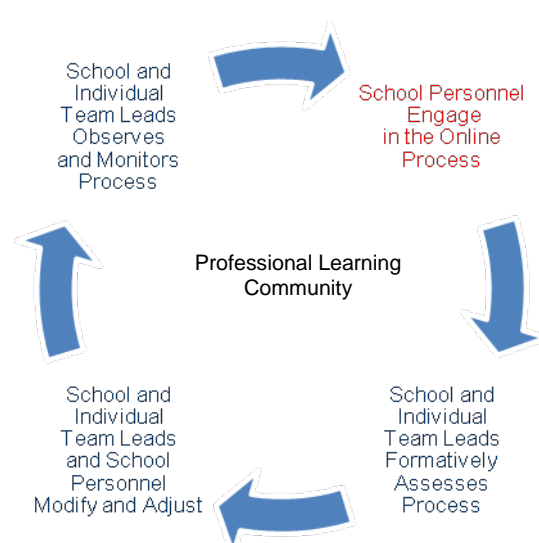 School and
Individual
Team Leads
Observes
and Monitors
Process
School Personnel
Engage
in the Online
Process
Professional Learning
Community
School and
Individual
Team Leads
and School
Personnel
Modify and Adjust
School and
Individual
Team Leads
Formatively
Assesses
Process